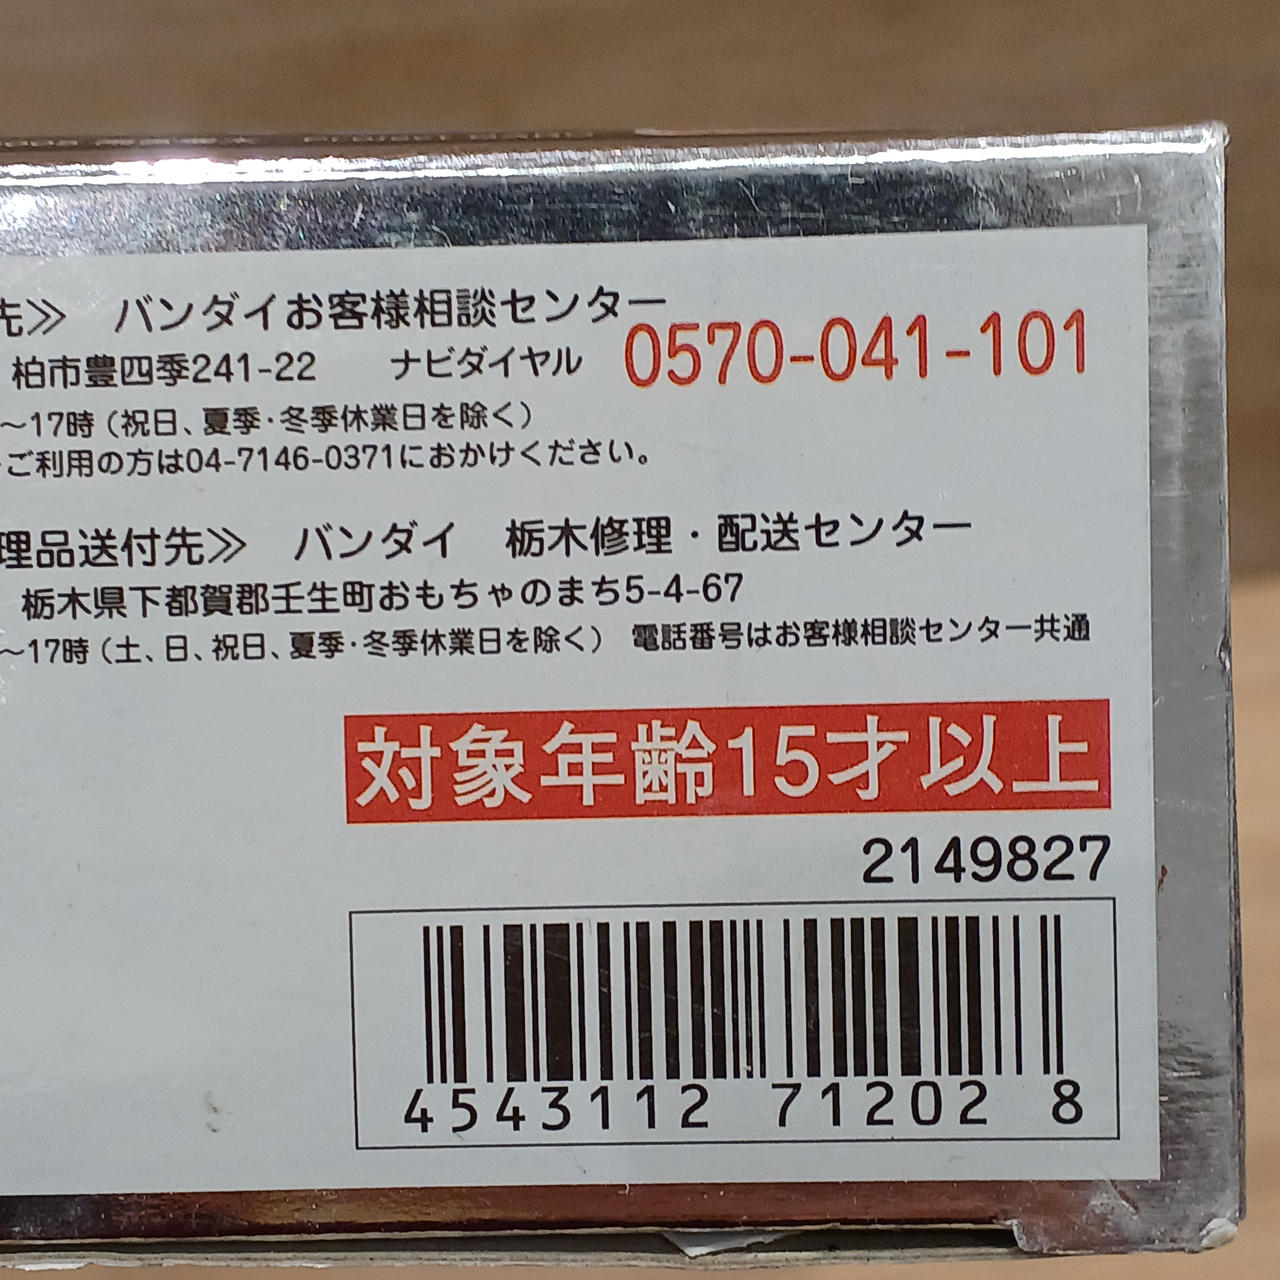 先≫ バンダイお客様相談センター
柏市豊四季241-22 ナビダイヤル 0570-041-101
～17時（祝日、夏季・冬季休業日を除く）
ご利用の方は04-7146-0371におかけください。
理品送付先≫ バンダイ 栃木修理・配送センター
栃木県下都賀郡壬生町おもちゃのまち5-4-67
～17時（土、日、祝日、夏季・冬季休業日を除く） 電話番号はお客様相談センター共通
対象年齢15才以上
2149827
4543112 71202 8